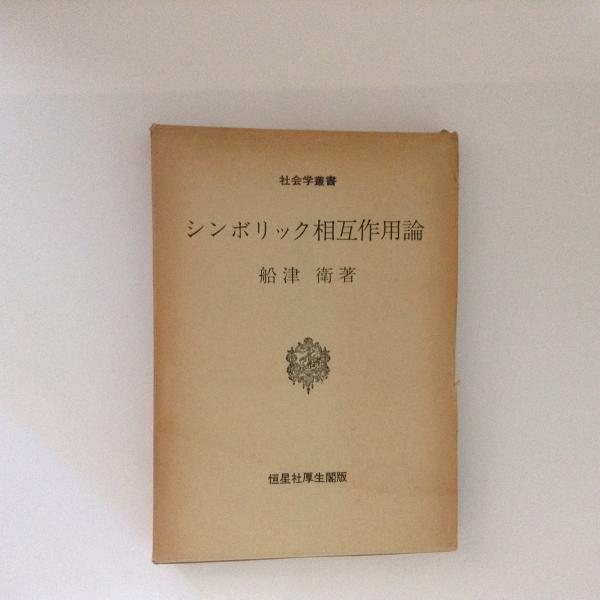 社会学叢書
シンボリック相互作用論
船津 衛著
恒星社厚生閣版